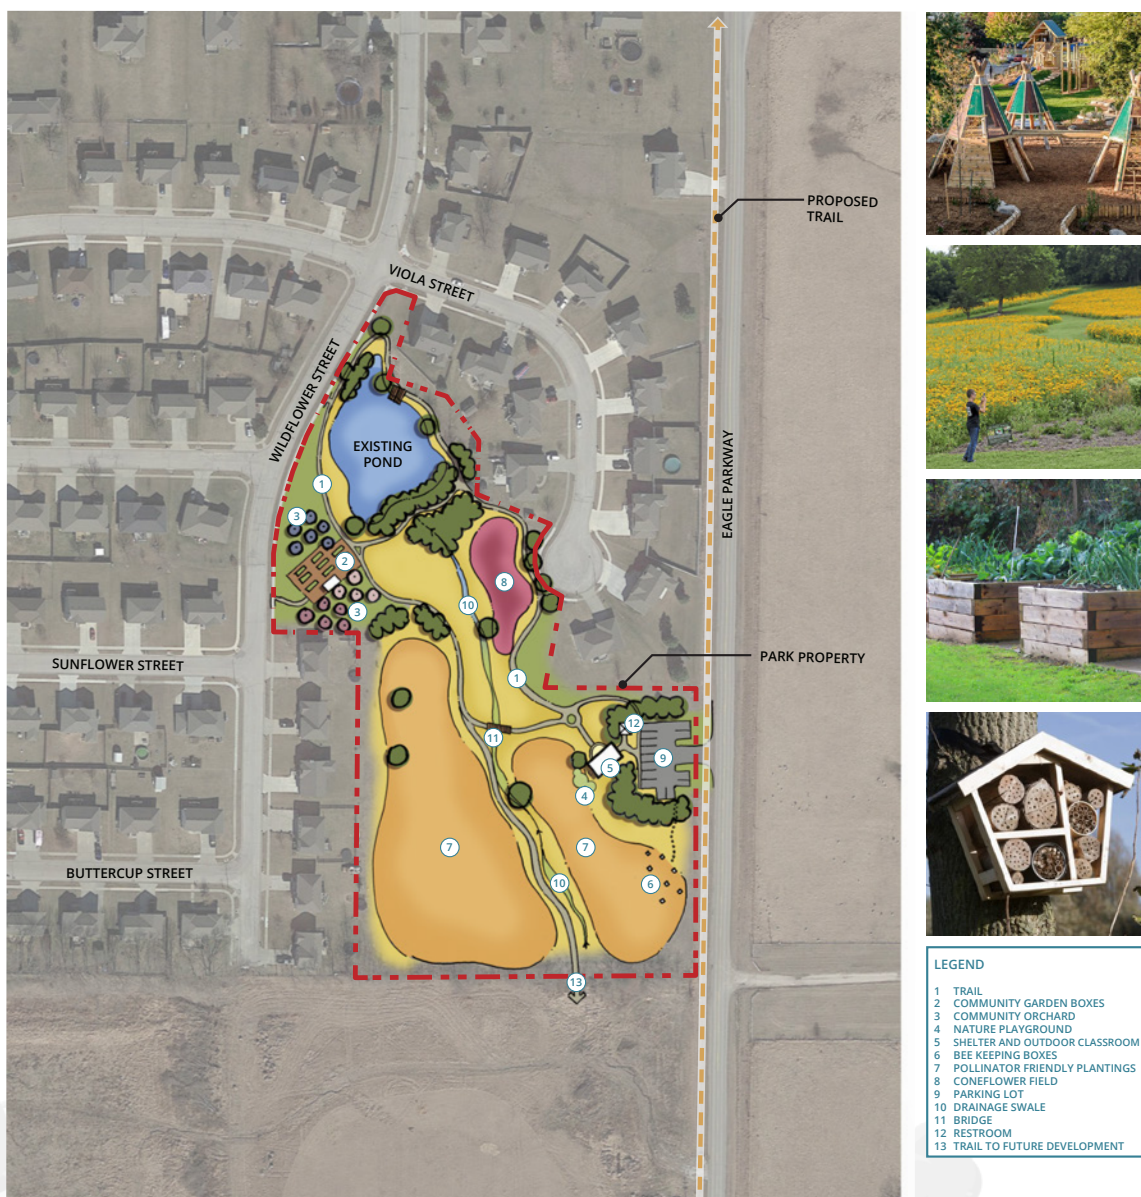 PROPOSED
TRAIL
VIOLA STREET
WILDFLOWER STREET
EXISTING
POND
EAGLE PARKWAY
1
3
2
8
10
3
SUNFLOWER STREET
PARK PROPERTY
1
12
11
9
5
4
7
7
BUTTERCUP STREET
10
6
13
LEGEND
1 TRAIL
2 COMMUNITY GARDEN BOXES
3 COMMUNITY ORCHARD
4 NATURE PLAYGROUND
5 SHELTER AND OUTDOOR CLASSROOM
6 BEE KEEPING BOXES
7 POLLINATOR FRIENDLY PLANTINGS
8 CONEFLOWER FIELD
9 PARKING LOT
10 DRAINAGE SWALE
11 BRIDGE
12 RESTROOM
13 TRAIL TO FUTURE DEVELOPMENT